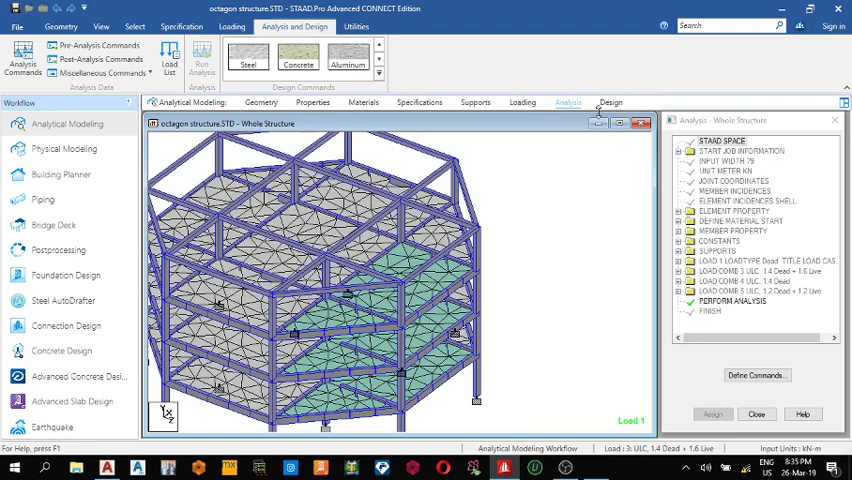 octagon structure.STD - STAAD.Pro Advanced CONNECT Edition
File Geometry View Select Specification Loading Analysis and Design Utilities
Search
Sign in
Analysis Commands
Pre-Analysis Commands
Post-Analysis Commands
Miscellaneous Commands
Load List
Run Analysis
Steel
Concrete
Aluminum
Analysis Data
Analysis
Design Commands
Workflow
Analytical Modeling: Geometry Properties Materials Specifications Supports Loading Analysis Design
Analytical Modeling
Physical Modeling
Building Planner
Piping
Bridge Deck
Postprocessing
Foundation Design
Steel AutoDrafter
Connection Design
Concrete Design
Advanced Concrete Desi...
Advanced Slab Design
Earthquake
octagon structure.STD - Whole Structure
Y
X
Z
Load 1
Analysis - Whole Structure
STAAD SPACE
START JOB INFORMATION
INPUT WIDTH 79
UNIT METER KN
JOINT COORDINATES
MEMBER INCIDENCES
ELEMENT INCIDENCES SHELL
ELEMENT PROPERTY
DEFINE MATERIAL START
MEMBER PROPERTY
CONSTANTS
SUPPORTS
LOAD 1 LOADTYPE Dead TITLE LOAD CAS...
LOAD COMB 3 ULC, 1.4 Dead + 1.6 Live
LOAD COMB 4 ULC, 1.4 Dead
LOAD COMB 5 ULC, 1.2 Dead + 1.2 Live
PERFORM ANALYSIS
FINISH
Define Commands...
Assign
Close
Help
For Help, press F1
Analytical Modeling Workflow
Load : 3: ULC, 1.4 Dead + 1.6 Live
Input Units : kN-m
ENG
US
8:35 PM
26-Mar-19